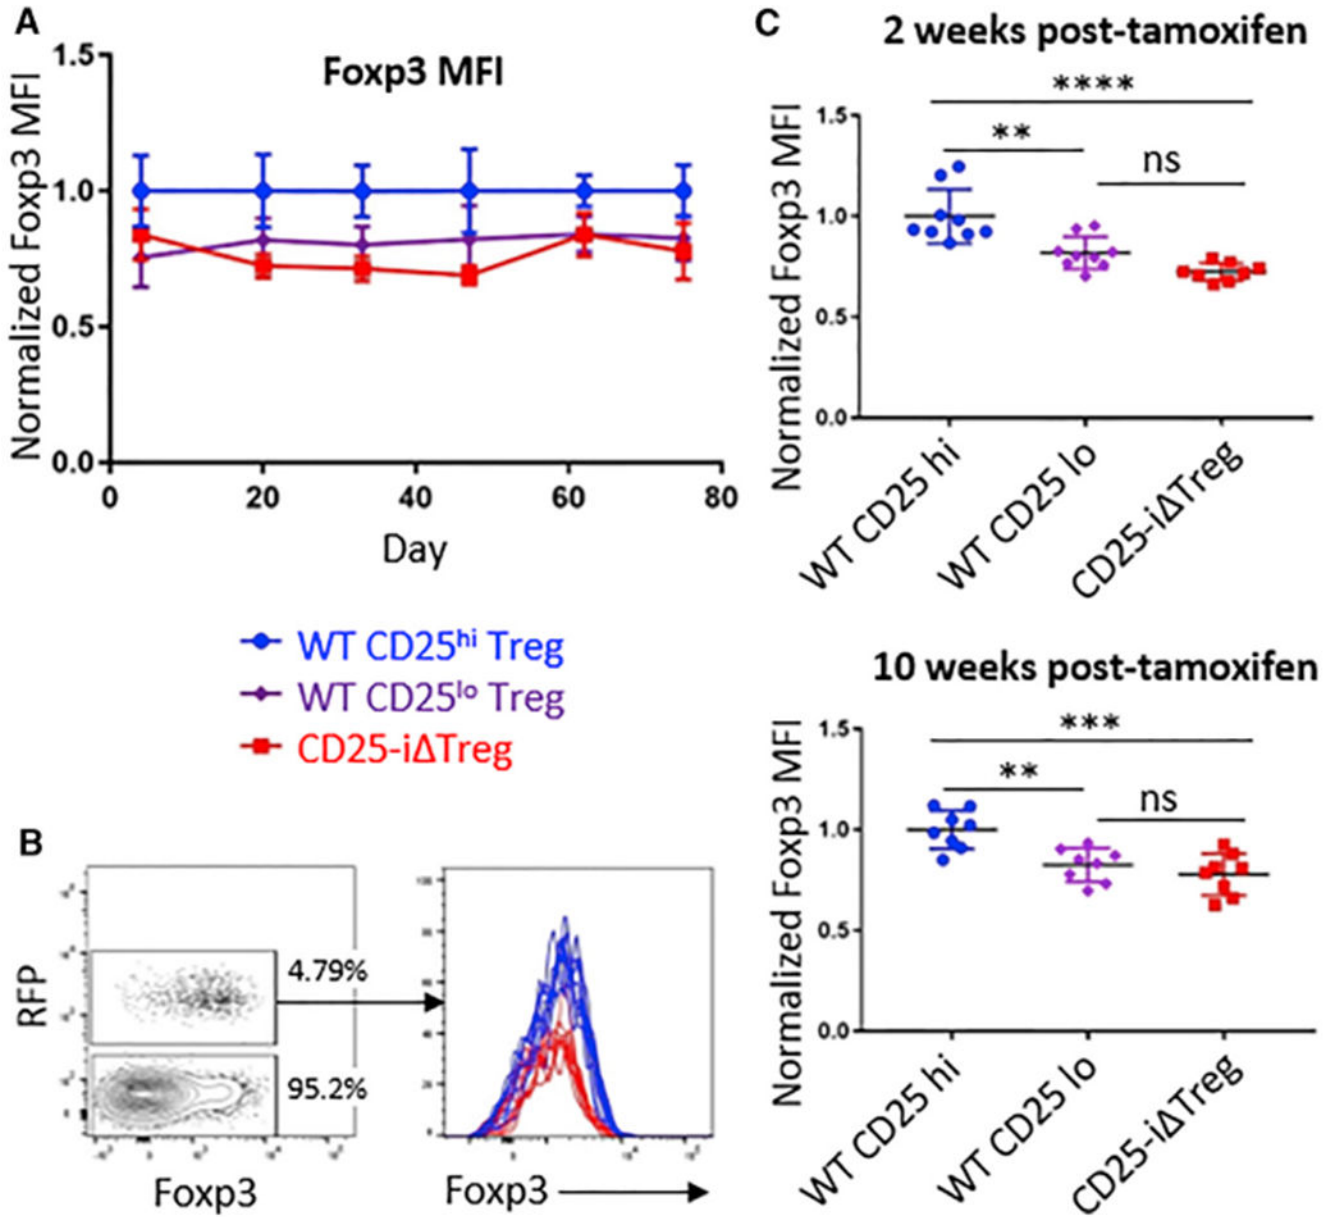 A
Foxp3 MFI
Normalized Foxp3 MFI
1.5
1.0
0.5
0.0
0 20 40 60 80
Day
WT CD25hi Treg
WT CD25lo Treg
CD25-iΔTreg
B
RFP
4.79%
95.2%
Foxp3
Foxp3
C
2 weeks post-tamoxifen
****
**
ns
Normalized Foxp3 MFI
1.5
1.0
0.5
0.0
WT CD25 hi
WT CD25 lo
CD25-iΔTreg
10 weeks post-tamoxifen
***
**
ns
Normalized Foxp3 MFI
1.5
1.0
0.5
0.0
WT CD25 hi
WT CD25 lo
CD25-iΔTreg